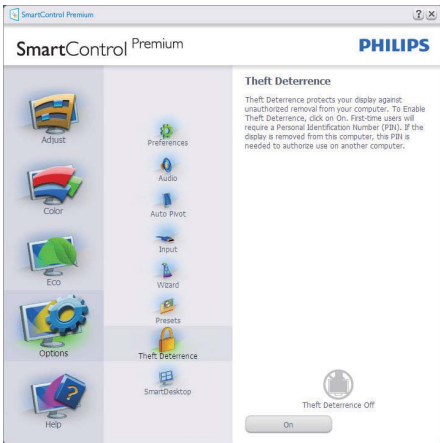 SmartControl Premium
SmartControl Premium
PHILIPS
Adjust
Color
Eco
Options
Help
Preferences
Audio
Auto Pivot
Input
Wizard
Presets
Theft Deterrence
SmartDesktop
Theft Deterrence
Theft Deterrence protects your display against
unauthorized removal from your computer. To Enable
Theft Deterrence, click on On. First-time users will
require a Personal Identification Number (PIN). If the
display is removed from this computer, this PIN is
needed to authorize use on another computer.
Theft Deterrence Off
On